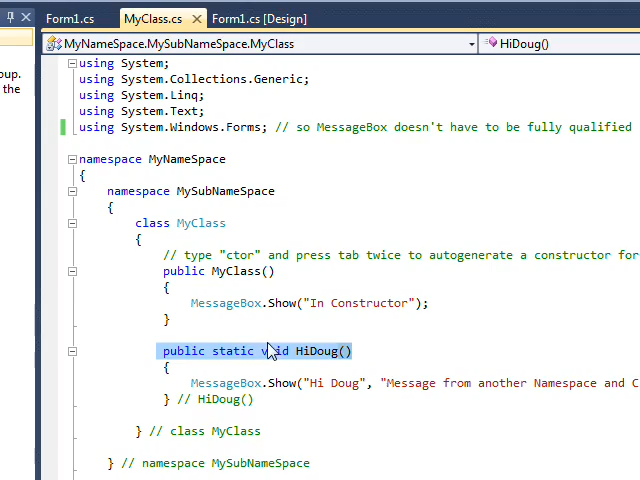 Form1.cs MyClass.cs Form1.cs [Design]
MyNameSpace.MySubNameSpace.MyClass HiDoug()
oup.
the
using System;
using System.Collections.Generic;
using System.Linq;
using System.Text;
using System.Windows.Forms; // so MessageBox doesn't have to be fully qualified
namespace MyNameSpace
{
namespace MySubNameSpace
{
class MyClass
{
// type "ctor" and press tab twice to autogenerate a constructor for
public MyClass()
{
MessageBox.Show("In Constructor");
}
public static void HiDoug()
{
MessageBox.Show("Hi Doug", "Message from another Namespace and C
} // HiDoug()
} // class MyClass
} // namespace MySubNameSpace